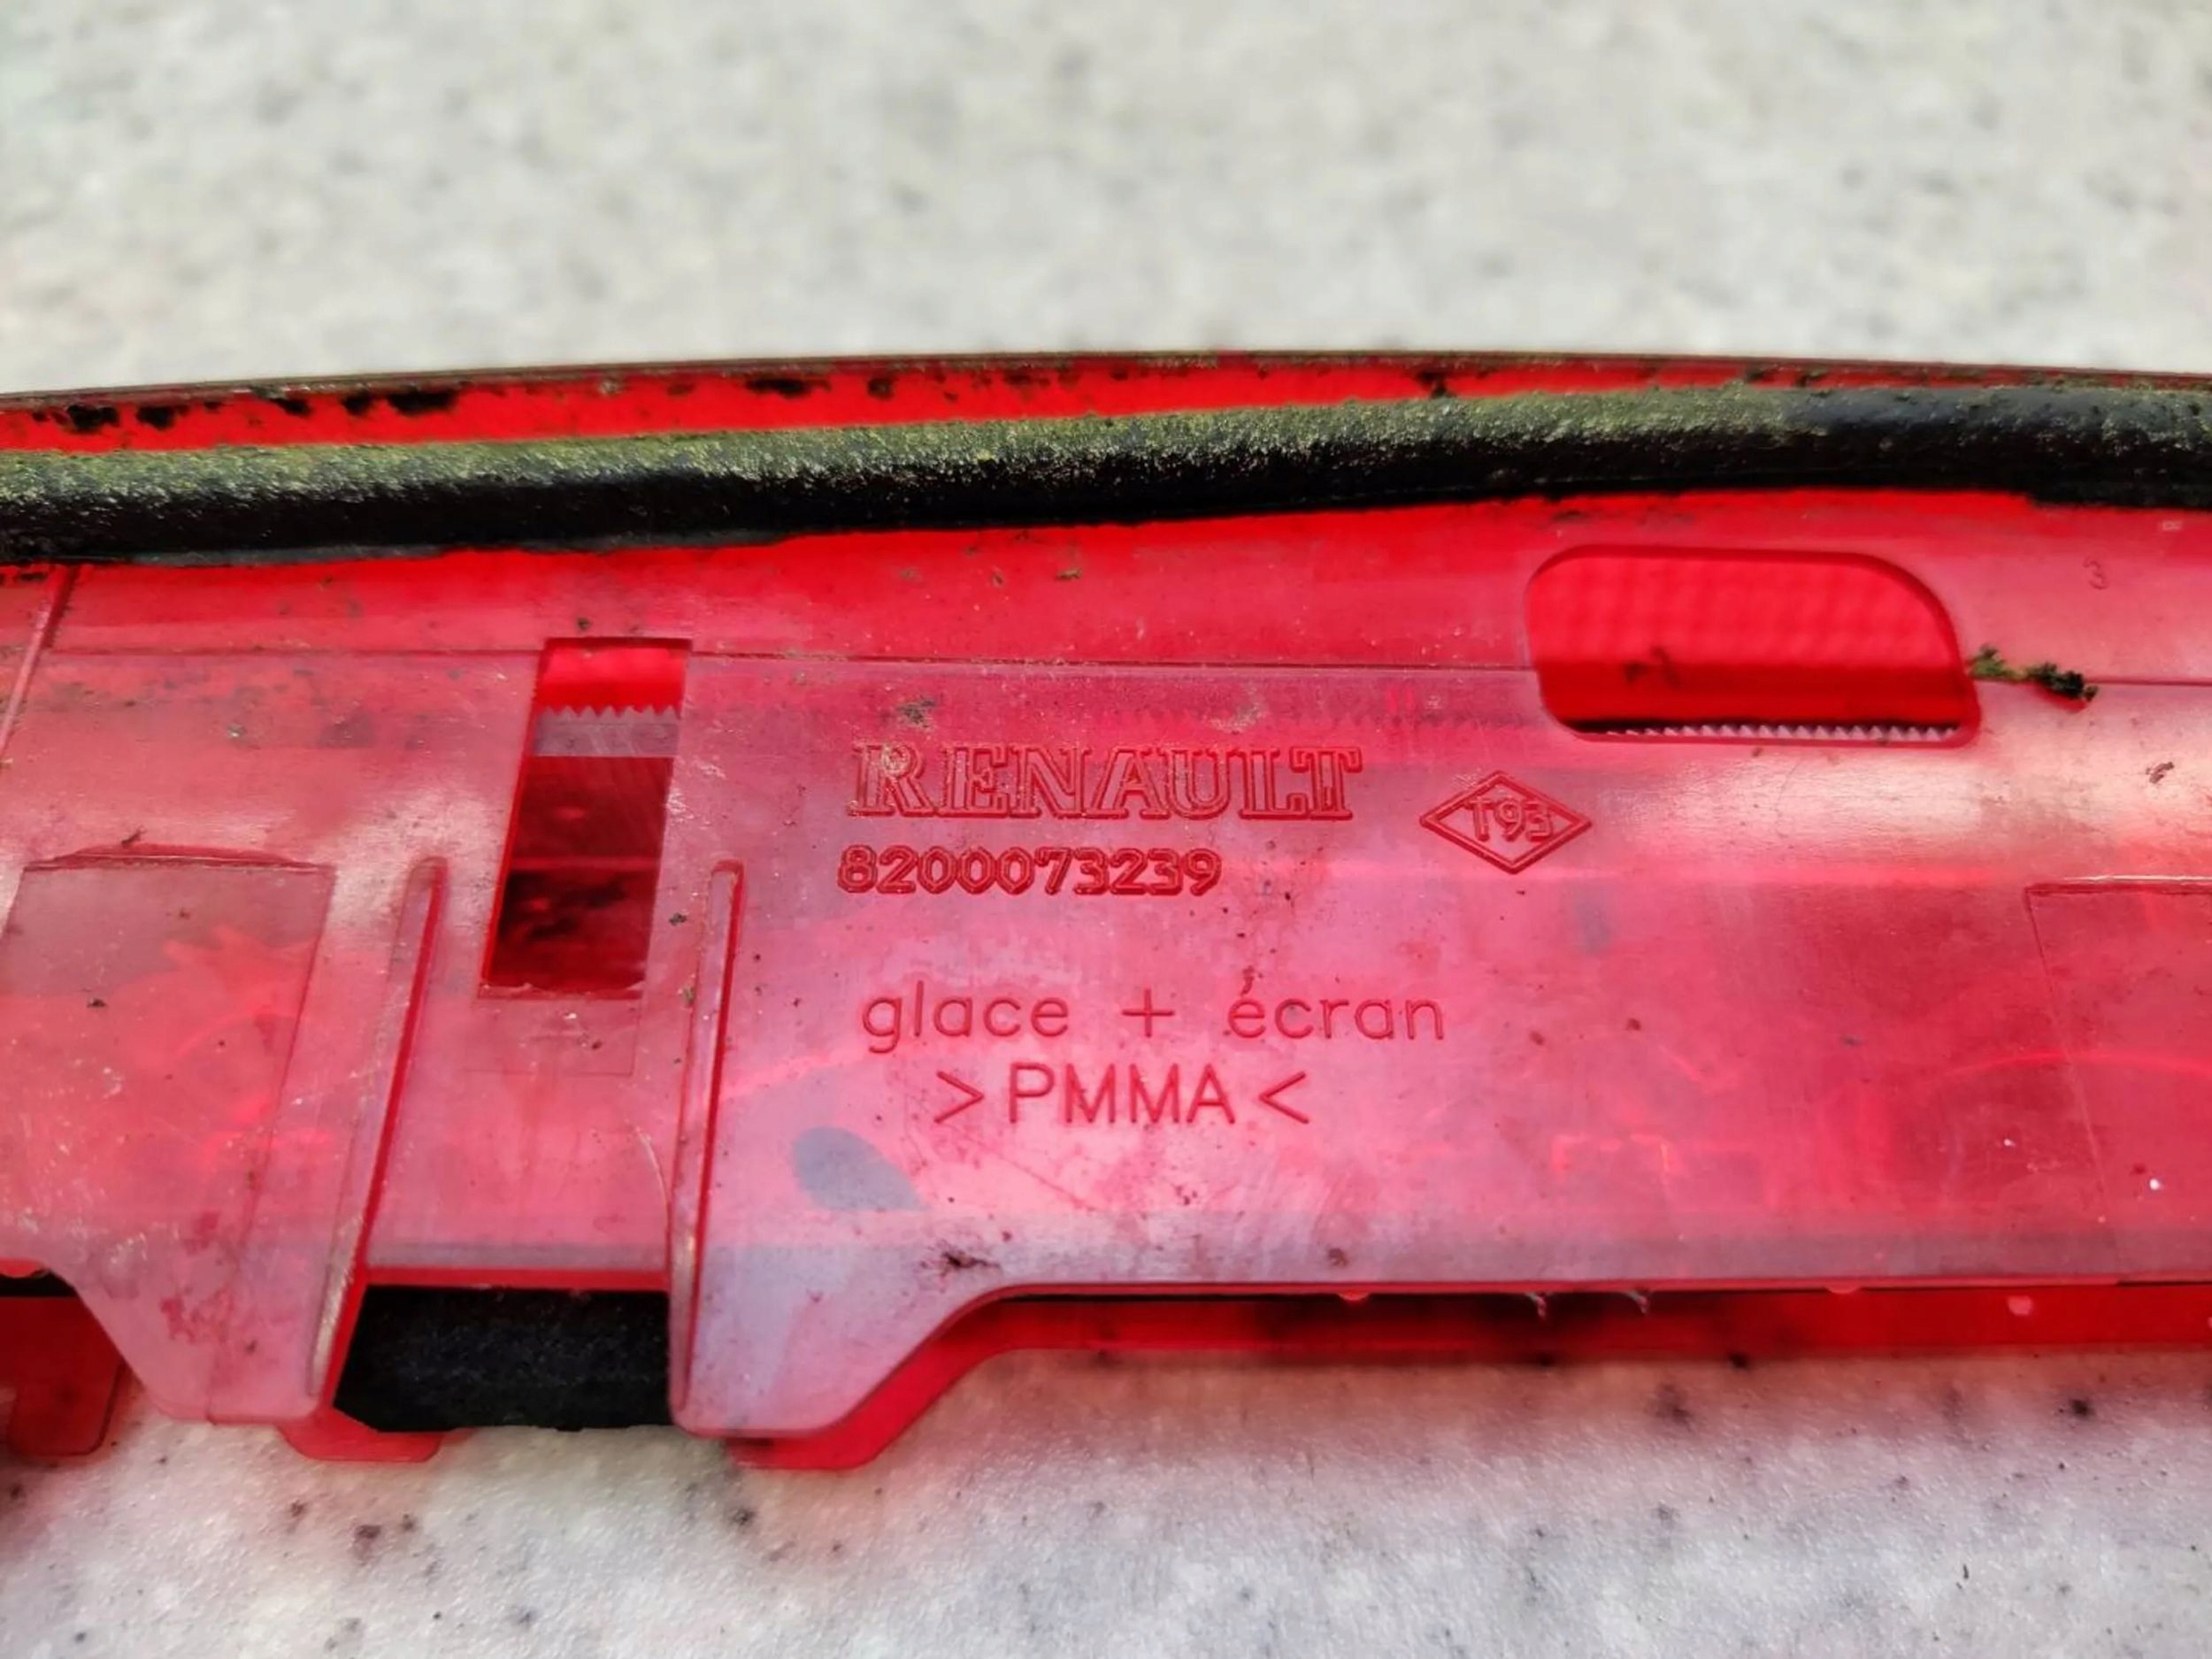 RENAULT
T93
8200073239
glace + écran
>PMMA<